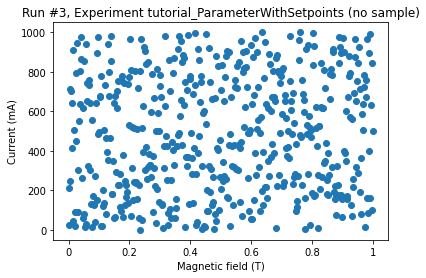 Run #3, Experiment tutorial_ParameterWithSetpoints (no sample)
1000
800
600
400
200
0
Current (mA)
0 0.2 0.4 0.6 0.8 1
Magnetic field (T)